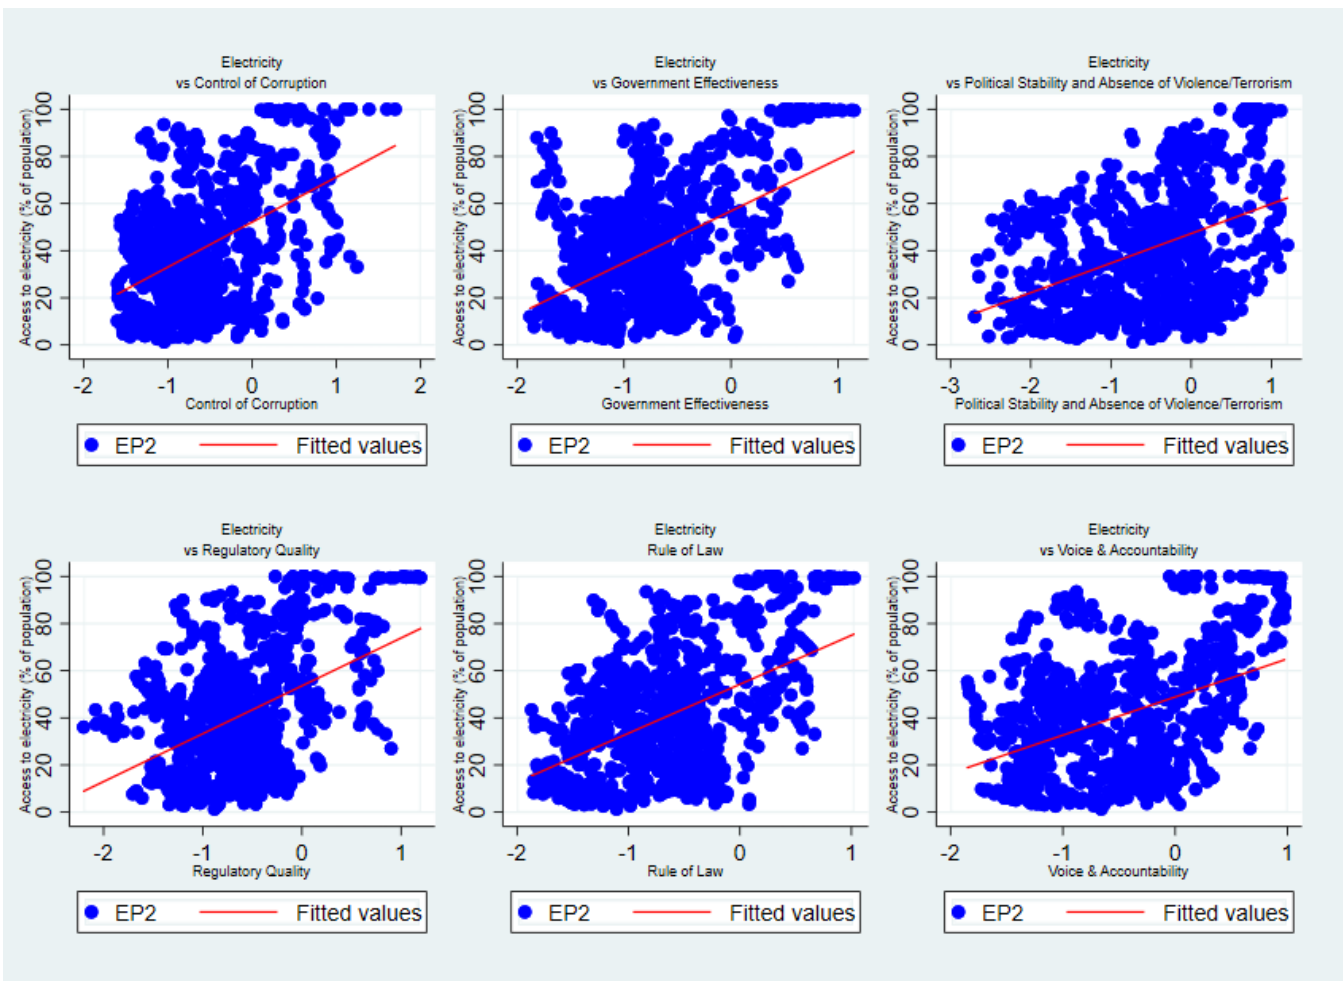 Electricity
vs Control of Corruption
Access to electricity (% of population)
100
80
60
40
20
0
-2 -1 0 1 2
Control of Corruption
EP2 Fitted values
Electricity
vs Government Effectiveness
Access to electricity (% of population)
100
80
60
40
20
0
-2 -1 0 1
Government Effectiveness
EP2 Fitted values
Electricity
vs Political Stability and Absence of Violence/Terrorism
Access to electricity (% of population)
100
80
60
40
20
0
-3 -2 -1 0 1
Political Stability and Absence of Violence/Terrorism
EP2 Fitted values
Electricity
vs Regulatory Quality
Access to electricity (% of population)
100
80
60
40
20
0
-2 -1 0 1
Regulatory Quality
EP2 Fitted values
Electricity
Rule of Law
Access to electricity (% of population)
100
80
60
40
20
0
-2 -1 0 1
Rule of Law
EP2 Fitted values
Electricity
vs Voice & Accountability
Access to electricity (% of population)
100
80
60
40
20
0
-2 -1 0 1
Voice & Accountability
EP2 Fitted values